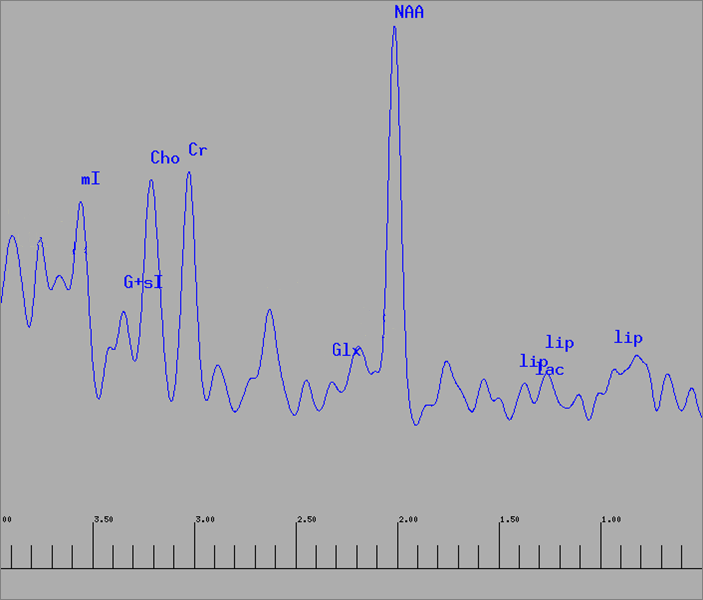 NAA
Cho
Cr
mI
G+sI
Glx
lip
lip
lip
lac
00
3.50
3.00
2.50
2.00
1.50
1.00